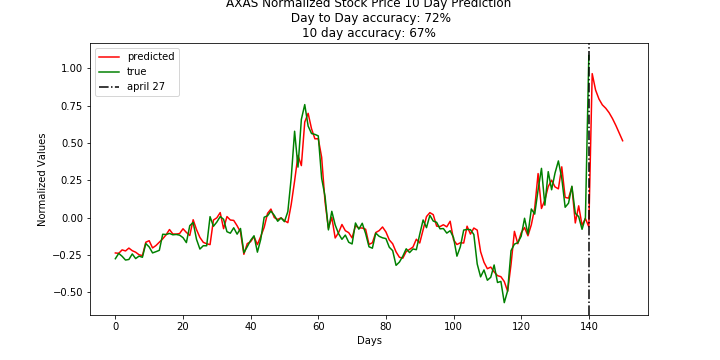 AXAS Normalized Stock Price 10 Day Prediction
Day to Day accuracy: 72%
10 day accuracy: 67%
predicted
true
april 27
1.00
0.75
0.50
0.25
0.00
−0.25
−0.50
Normalized Values
0 20 40 60 80 100 120 140
Days